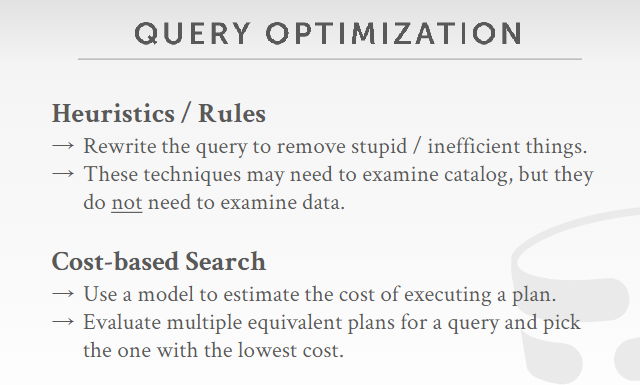 QUERY OPTIMIZATION
Heuristics / Rules
→ Rewrite the query to remove stupid / inefficient things.
→ These techniques may need to examine catalog, but they
do not need to examine data.
Cost-based Search
→ Use a model to estimate the cost of executing a plan.
→ Evaluate multiple equivalent plans for a query and pick
the one with the lowest cost.